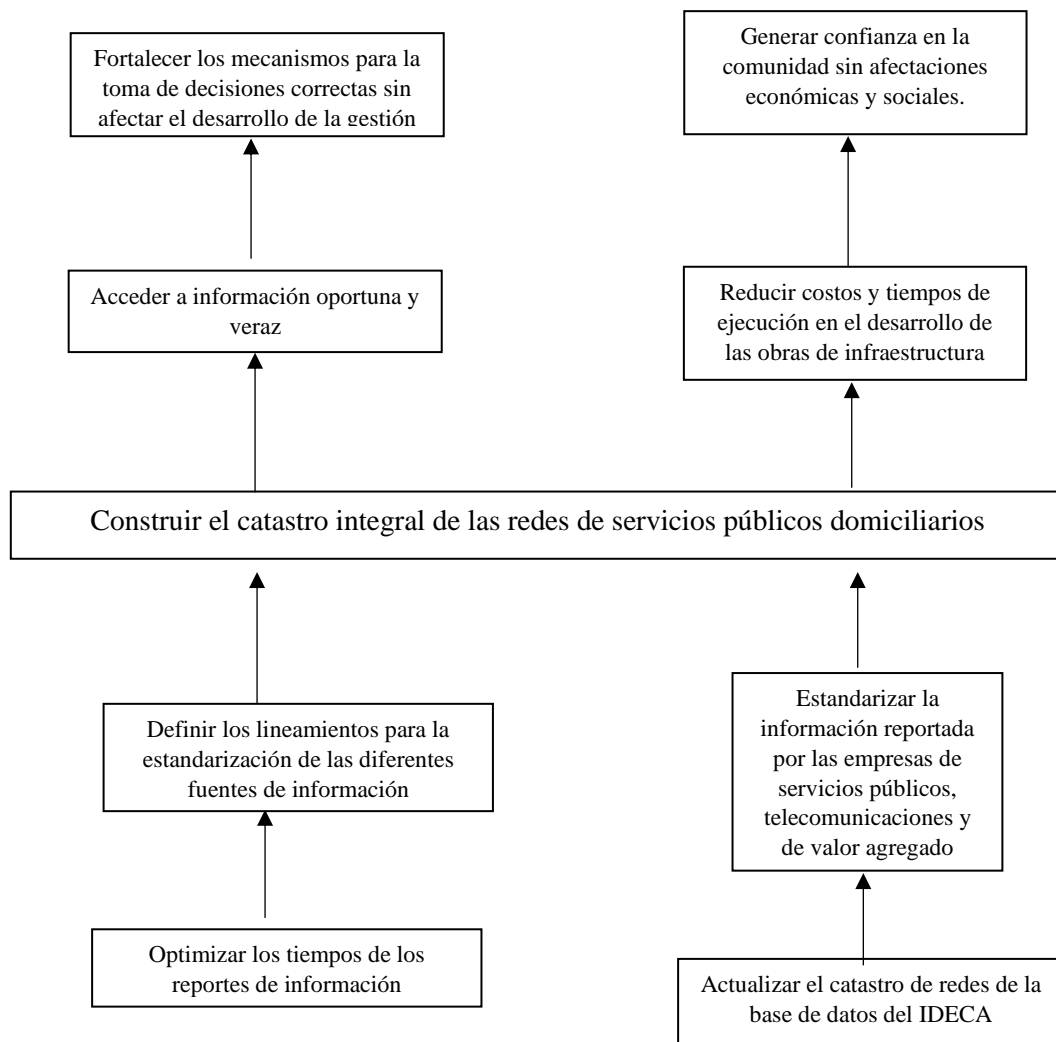 Fortalecer los mecanismos para la
toma de decisiones correctas sin
afectar el desarrollo de la gestión
Generar confianza en la
comunidad sin afectaciones
económicas y sociales.
Acceder a información oportuna y
veraz
Reducir costos y tiempos de
ejecución en el desarrollo de
las obras de infraestructura
Construir el catastro integral de las redes de servicios públicos domiciliarios
Definir los lineamientos para la
estandarización de las diferentes
fuentes de información
Estandarizar la
información reportada
por las empresas de
servicios públicos,
telecomunicaciones y
de valor agregado
Optimizar los tiempos de los
reportes de información
Actualizar el catastro de redes de la
base de datos del IDECA